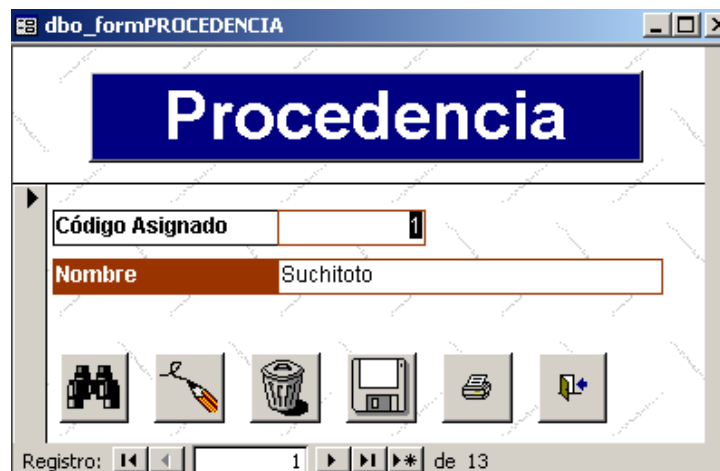 dbo_formPROCEDENCIA
Procedencia
Código Asignado 1
Nombre Suchitoto
Registro: 1 de 13